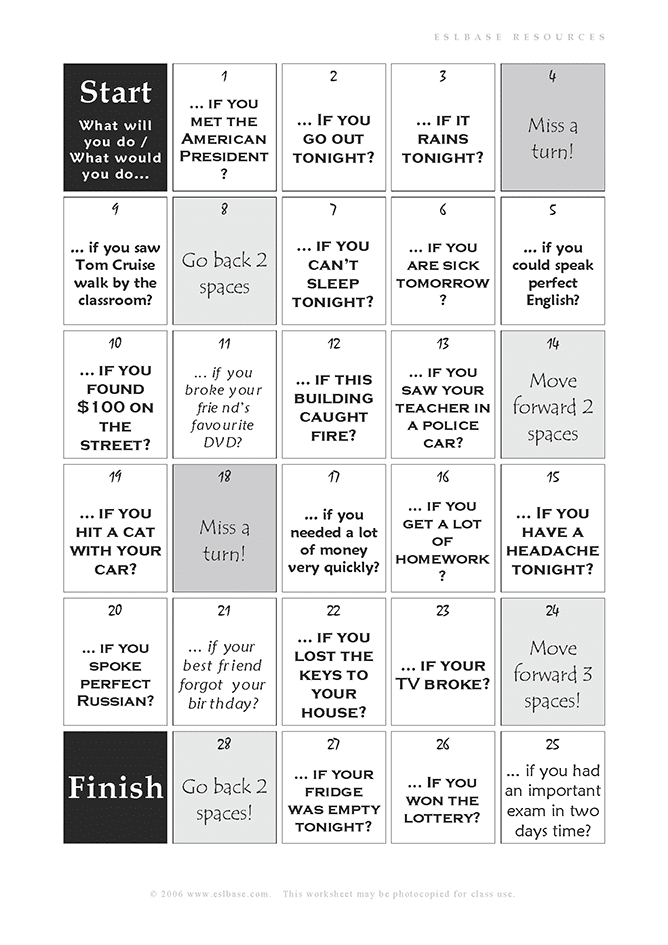 ESLBASE RESOURCES
Start
What will
you do /
What would
you do...
1
... IF YOU
MET THE
AMERICAN
PRESIDENT
?
2
... IF YOU
GO OUT
TONIGHT?
3
... IF IT
RAINS
TONIGHT?
4
Miss a
turn!
9
... if you saw
Tom Cruise
walk by the
classroom?
8
Go back 2
spaces
7
... IF YOU
CAN'T
SLEEP
TONIGHT?
6
... IF YOU
ARE SICK
TOMORROW
?
5
... if you
could speak
perfect
English?
10
... IF YOU
FOUND
$100 ON
THE
STREET?
11
... if you
broke your
friend's
favourite
DVD?
12
... IF THIS
BUILDING
CAUGHT
FIRE?
13
... IF YOU
SAW YOUR
TEACHER IN
A POLICE
CAR?
14
Move
forward 2
spaces
19
... IF YOU
HIT A CAT
WITH YOUR
CAR?
18
Miss a
turn!
17
... if you
needed a lot
of money
very quickly?
16
... IF YOU
GET A LOT
OF
HOMEWORK
?
15
... IF YOU
HAVE A
HEADACHE
TONIGHT?
20
... IF YOU
SPOKE
PERFECT
RUSSIAN?
21
... if your
best friend
forgot your
birthday?
22
... IF YOU
LOST THE
KEYS TO
YOUR
HOUSE?
23
... IF YOUR
TV BROKE?
24
Move
forward 3
spaces!
Finish
28
Go back 2
spaces!
27
... IF YOUR
FRIDGE
WAS EMPTY
TONIGHT?
26
... IF YOU
WON THE
LOTTERY?
25
... if you had
an important
exam in two
days time?
© 2006 www.eslbase.com. This worksheet may be photocopied for class use.